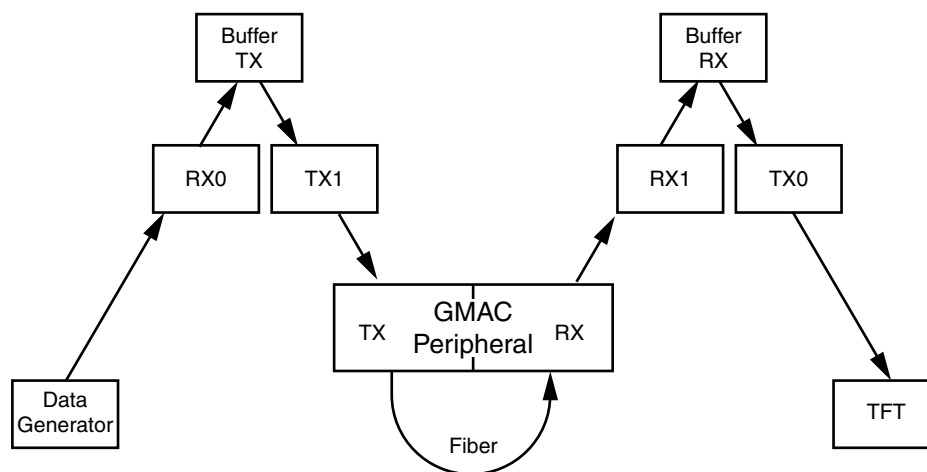 Buffer
TX
Buffer
RX
RX0
TX1
RX1
TX0
GMAC
TX
RX
Peripheral
Data
Generator
TFT
Fiber